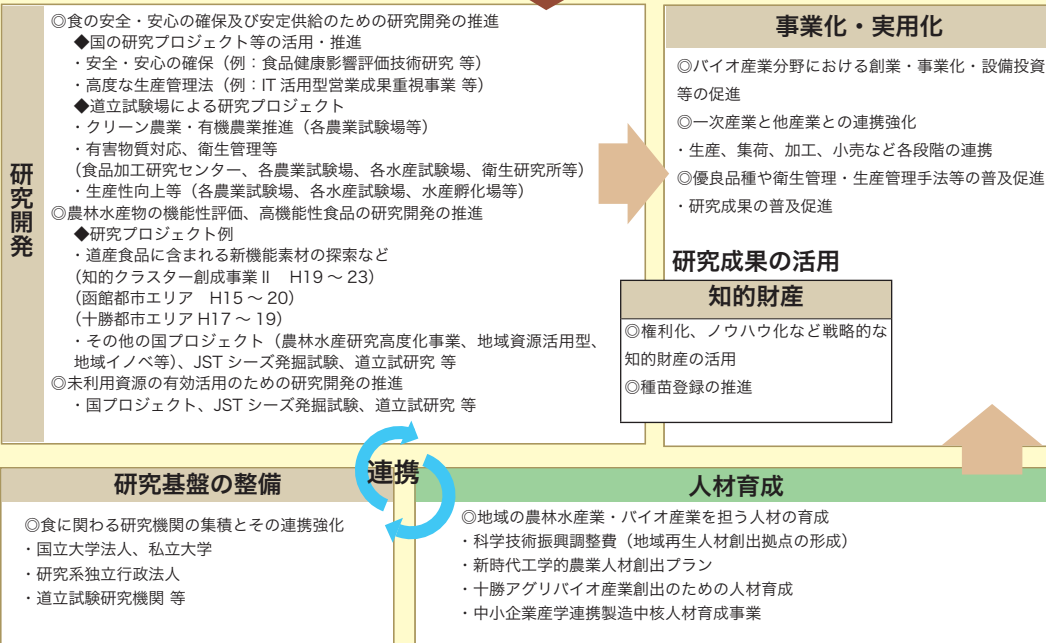 研究開発
◎食の安全・安心の確保及び安定供給のための研究開発の推進
◆国の研究プロジェクト等の活用・推進
・安全・安心の確保（例：食品健康影響評価技術研究 等）
・高度な生産管理法（例：IT 活用型営業成果重視事業 等）
◆道立試験場による研究プロジェクト
・クリーン農業・有機農業推進（各農業試験場等）
・有害物質対応、衛生管理等
（食品加工研究センター、各農業試験場、各水産試験場、衛生研究所等）
・生産性向上等（各農業試験場、各水産試験場、水産孵化場等）
◎農林水産物の機能性評価、高機能性食品の研究開発の推進
◆研究プロジェクト例
・道産食品に含まれる新機能素材の探索など
（知的クラスター創成事業 II　H19 ～ 23）
（函館都市エリア　H15 ～ 20）
（十勝都市エリア H17 ～ 19）
・その他の国プロジェクト（農林水産研究高度化事業、地域資源活用型、
地域イノベ等）、JST シーズ発掘試験、道立試研究 等
◎未利用資源の有効活用のための研究開発の推進
・国プロジェクト、JST シーズ発掘試験、道立試研究 等
事業化・実用化
◎バイオ産業分野における創業・事業化・設備投資
等の促進
◎一次産業と他産業との連携強化
・生産、集荷、加工、小売など各段階の連携
◎優良品種や衛生管理・生産管理手法等の普及促進
・研究成果の普及促進
研究成果の活用
知的財産
◎権利化、ノウハウ化など戦略的な
知的財産の活用
◎種苗登録の推進
連携
研究基盤の整備
◎食に関わる研究機関の集積とその連携強化
・国立大学法人、私立大学
・研究系独立行政法人
・道立試験研究機関 等
人材育成
◎地域の農林水産業・バイオ産業を担う人材の育成
・科学技術振興調整費（地域再生人材創出拠点の形成）
・新時代工学的農業人材創出プラン
・十勝アグリバイオ産業創出のための人材育成
・中小企業産学連携製造中核人材育成事業